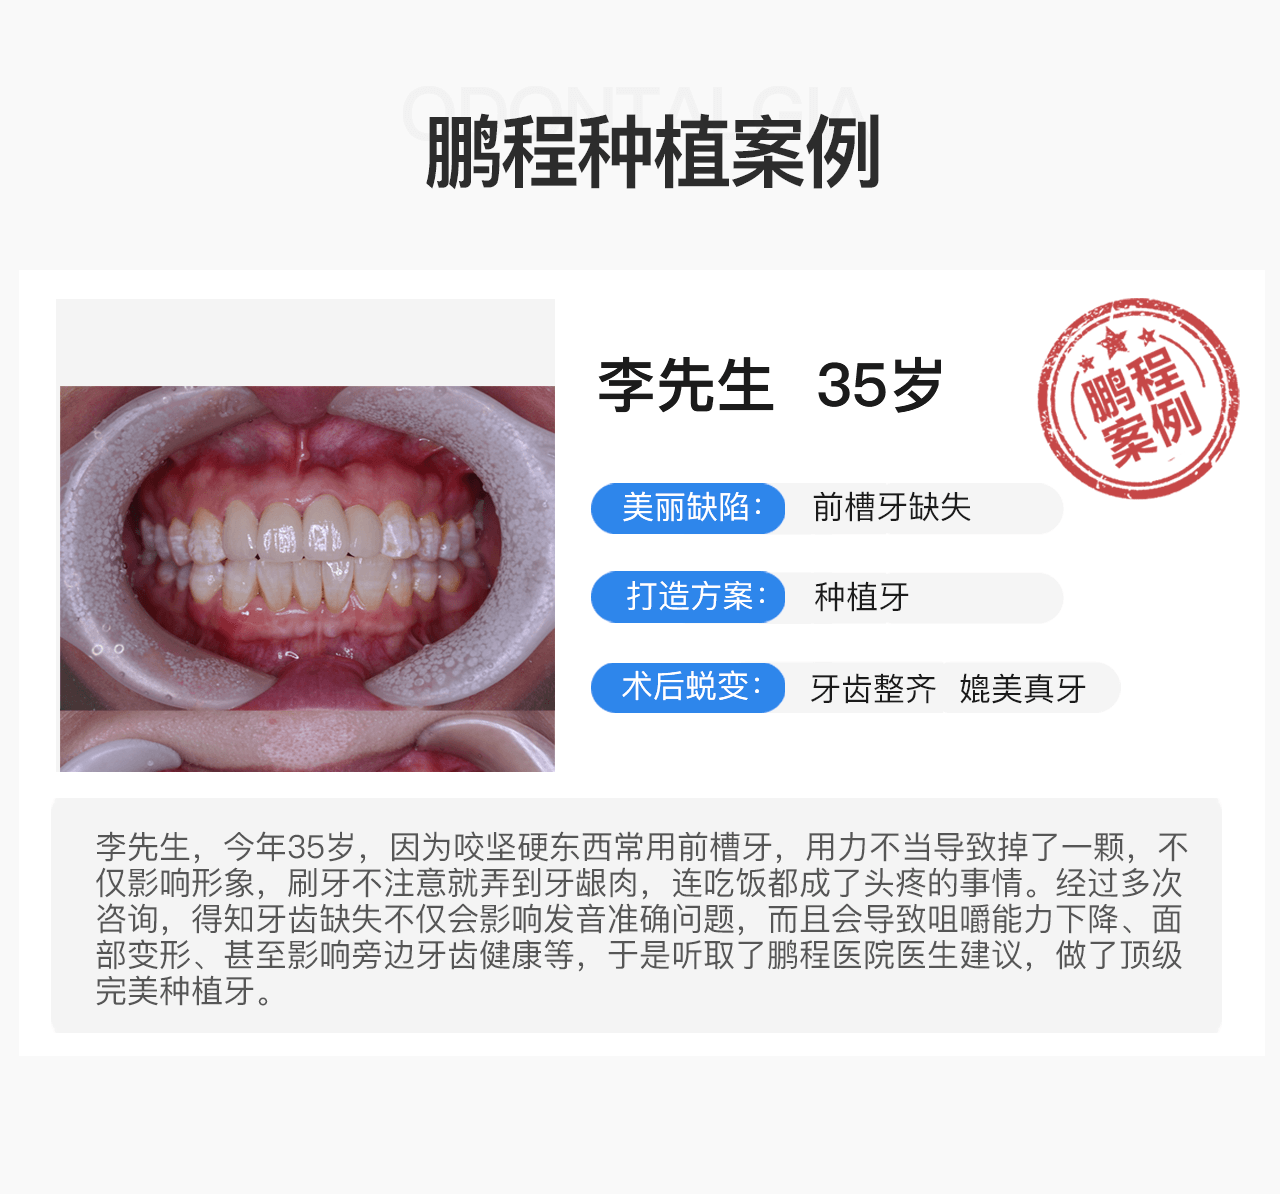 ODONTALGIA
鹏程种植案例
李先生 35岁
鹏程
案例
美丽缺陷： 前槽牙缺失
打造方案： 种植牙
术后蜕变： 牙齿整齐 媲美真牙
李先生，今年35岁，因为咬坚硬东西常用前槽牙，用力不当导致掉了一颗，不
仅影响形象，刷牙不注意就弄到牙龈肉，连吃饭都成了头疼的事情。经过多次
咨询，得知牙齿缺失不仅会影响发音准确问题，而且会导致咀嚼能力下降、面
部变形、甚至影响旁边牙齿健康等，于是听取了鹏程医院医生建议，做了顶级
完美种植牙。